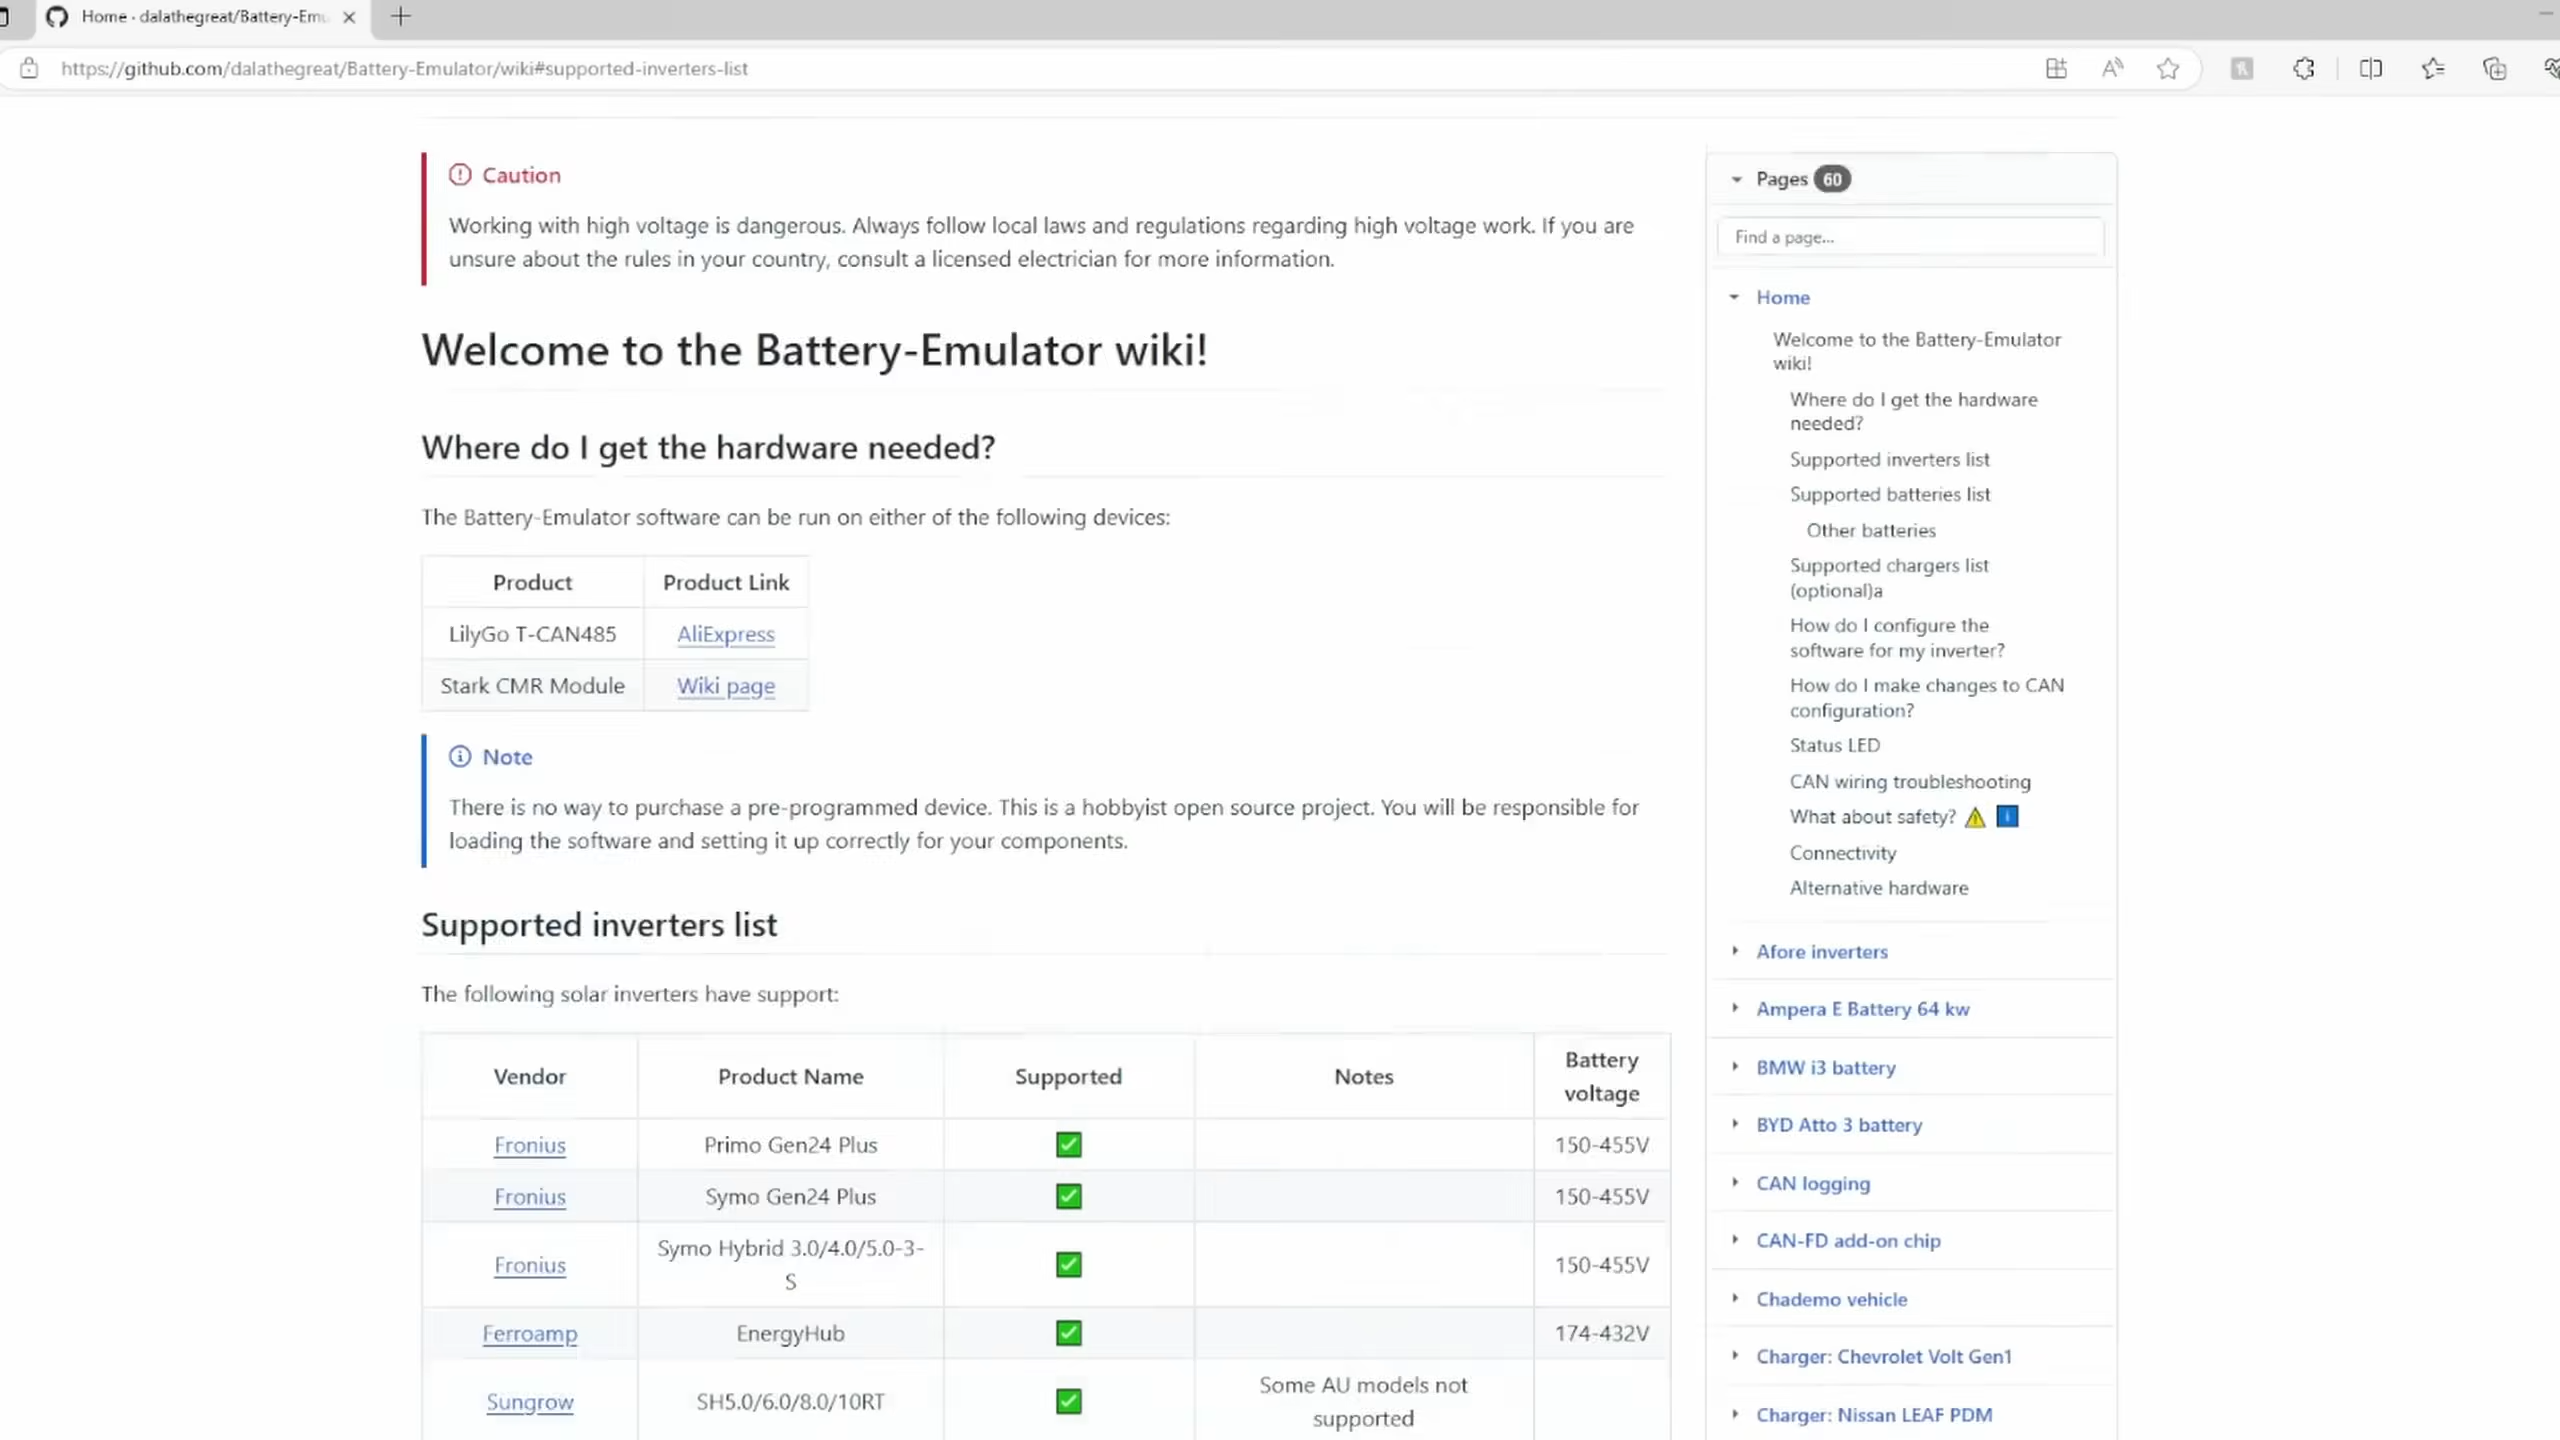 Home · dalathegreat/Battery-Emu
https://github.com/dalathegreat/Battery-Emulator/wiki#supported-inverters-list
Caution
Working with high voltage is dangerous. Always follow local laws and regulations regarding high voltage work. If you are
unsure about the rules in your country, consult a licensed electrician for more information.
Welcome to the Battery-Emulator wiki!
Where do I get the hardware needed?
The Battery-Emulator software can be run on either of the following devices:
Product Product Link
LilyGo T-CAN485 AliExpress
Stark CMR Module Wiki page
Note
There is no way to purchase a pre-programmed device. This is a hobbyist open source project. You will be responsible for
loading the software and setting it up correctly for your components.
Supported inverters list
The following solar inverters have support:
Vendor Product Name Supported Notes Battery
voltage
Fronius Primo Gen24 Plus ✅ 150-455V
Fronius Symo Gen24 Plus ✅ 150-455V
Fronius Symo Hybrid 3.0/4.0/5.0-3-
S ✅ 150-455V
Ferroamp EnergyHub ✅ 174-432V
Sungrow SH5.0/6.0/8.0/10RT ✅ Some AU models not
supported
Pages 60
Find a page...
Home
Welcome to the Battery-Emulator
wiki!
Where do I get the hardware
needed?
Supported inverters list
Supported batteries list
Other batteries
Supported chargers list
(optional)a
How do I configure the
software for my inverter?
How do I make changes to CAN
configuration?
Status LED
CAN wiring troubleshooting
What about safety? ⚠️ ℹ️
Connectivity
Alternative hardware
Afore inverters
Ampera E Battery 64 kw
BMW i3 battery
BYD Atto 3 battery
CAN logging
CAN-FD add-on chip
Chademo vehicle
Charger: Chevrolet Volt Gen1
Charger: Nissan LEAF PDM